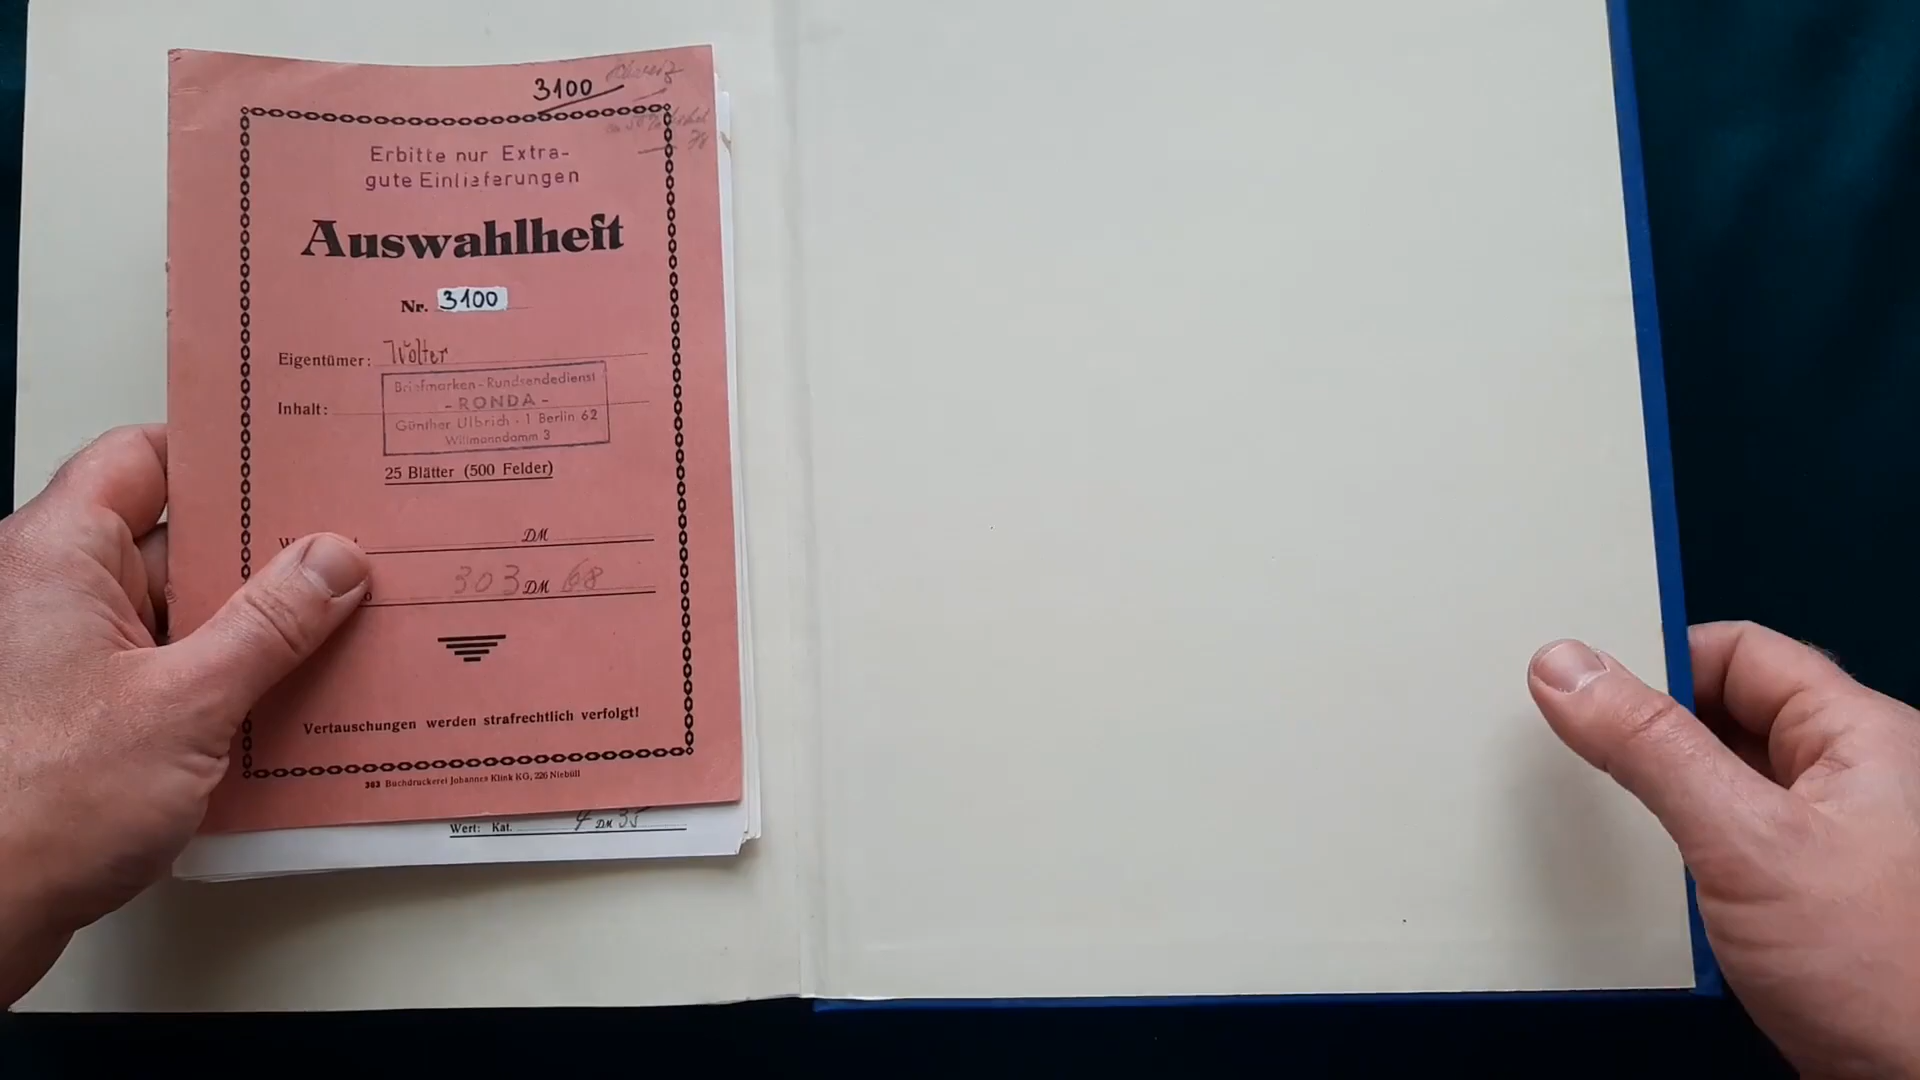 3100
Erbitte nur Extra-
gute Einlieferungen
Auswahlheft
Nr. 3100
Eigentümer: Wolter
Inhalt:
Briefmarken-Rundsendedienst
- RONDA -
Günther Ulbrich · 1 Berlin 62
Willmanndamm 3
25 Blätter (500 Felder)
DM
303 DM 68
Vertauschungen werden strafrechtlich verfolgt!
383 Buchdruckerei Johannes Klink KG, 226 Niebüll
Wert: Kat. 4 DM 35